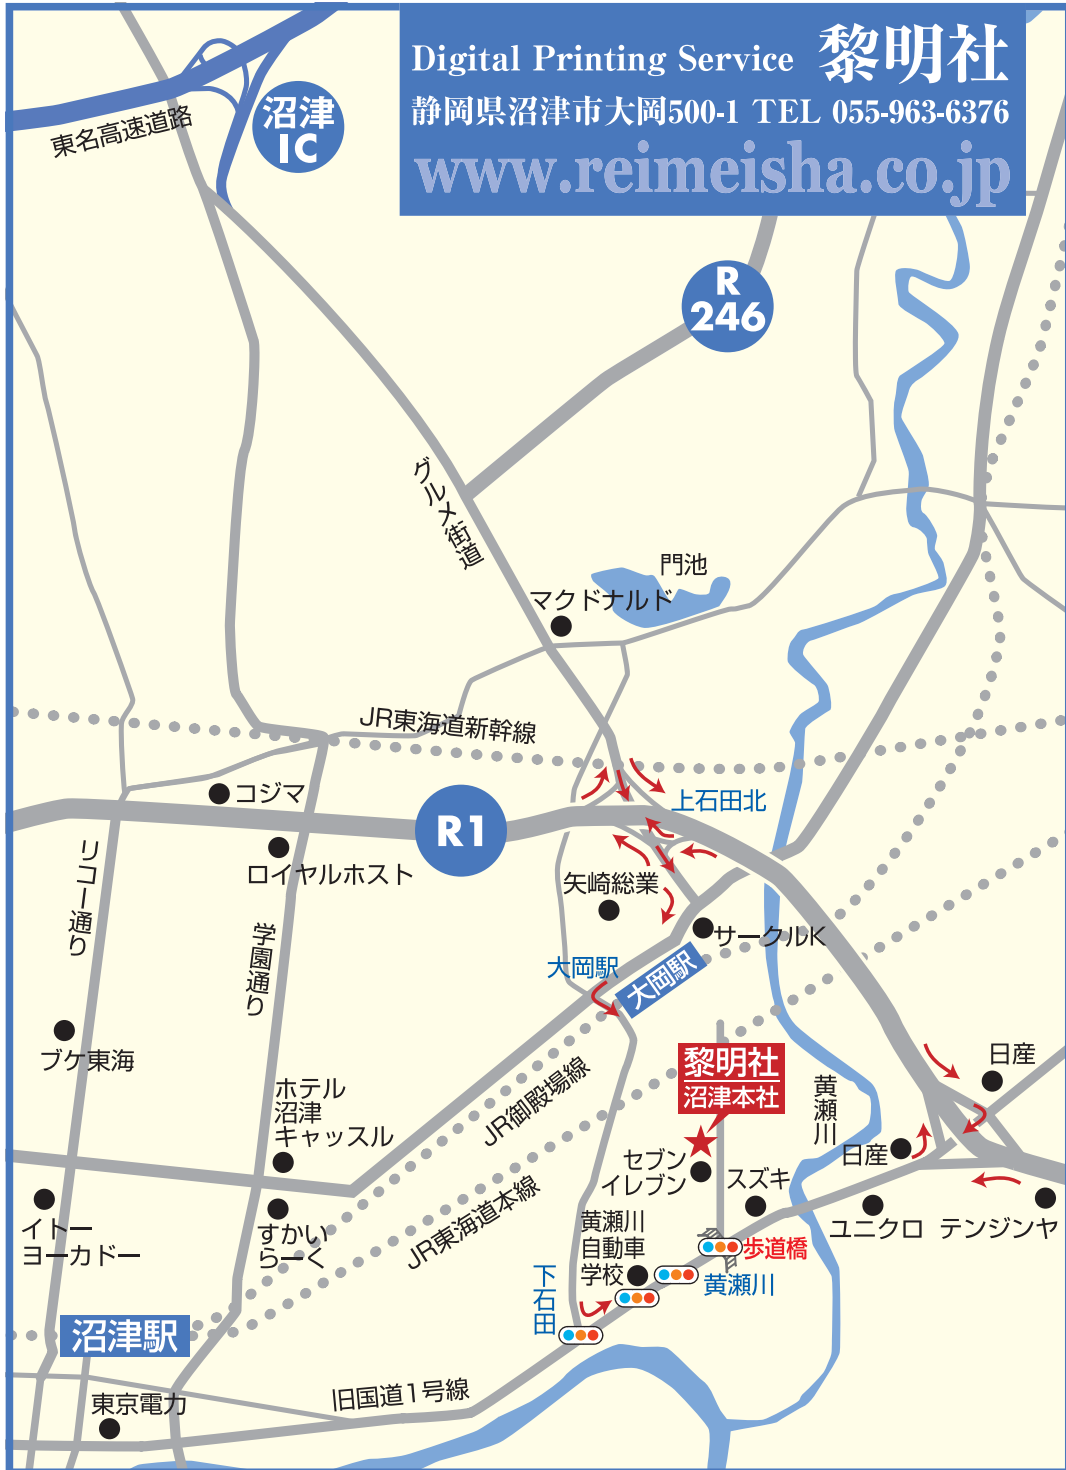 Digital Printing Service 黎明社
静岡県沼津市大岡500-1 TEL 055-963-6376
www.reimeisha.co.jp
東名高速道路
沼津
IC
R
246
グルメ街道
門池
マクドナルド
JR東海道新幹線
コジマ
上石田北
R1
ロイヤルホスト
リコー通り
矢崎総業
学園通り
サークルK
大岡駅
大岡駅
ブケ東海
黎明社
沼津本社
日産
ホテル
沼津
キャッスル
JR御殿場線
黄瀬川
日産
セブン
イレブン
スズキ
イトー
ヨーカドー
すかい
らーく
JR東海道本線
黄瀬川
自動車
学校
ユニクロ
テンジンヤ
歩道橋
黄瀬川
下石田
沼津駅
東京電力
旧国道1号線